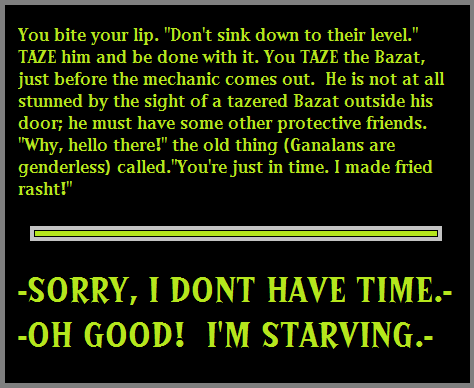 You bite your lip. "Don't sink down to their level."
TAZE him and be done with it. You TAZE the Bazat,
just before the mechanic comes out.  He is not at all
stunned by the sight of a tazered Bazat outside his
door; he must have some other protective friends.
"Why, hello there!" the old thing (Ganalans are
genderless) called."You're just in time. I made fried
rasht!"
-SORRY, I DONT HAVE TIME.-
-OH GOOD!  I'M STARVING.-